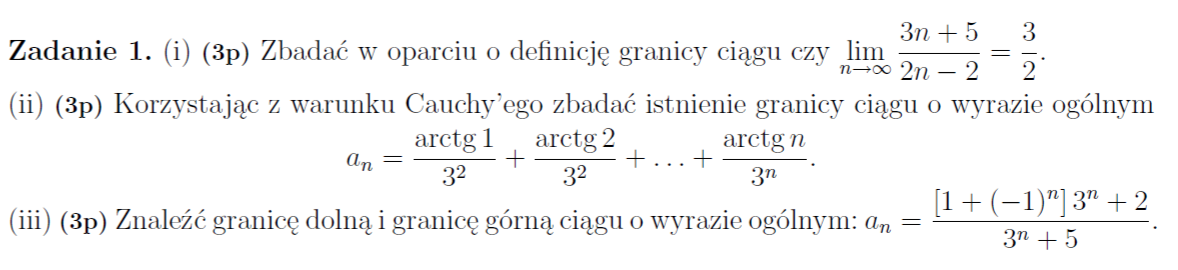 Zadanie 1. (i) (3p) Zbadać w oparciu o definicję granicy ciągu czy $\lim_{n\to\infty} \frac{3n+5}{2n-2} = \frac{3}{2}$.
(ii) (3p) Korzystając z warunku Cauchy'ego zbadać istnienie granicy ciągu o wyrazie ogólnym
$a_n = \frac{\operatorname{arctg} 1}{3^2} + \frac{\operatorname{arctg} 2}{3^2} + \ldots + \frac{\operatorname{arctg} n}{3^n}$.
(iii) (3p) Znaleźć granicę dolną i granicę górną ciągu o wyrazie ogólnym: $a_n = \frac{[1+(-1)^n]\,3^n+2}{3^n+5}$.